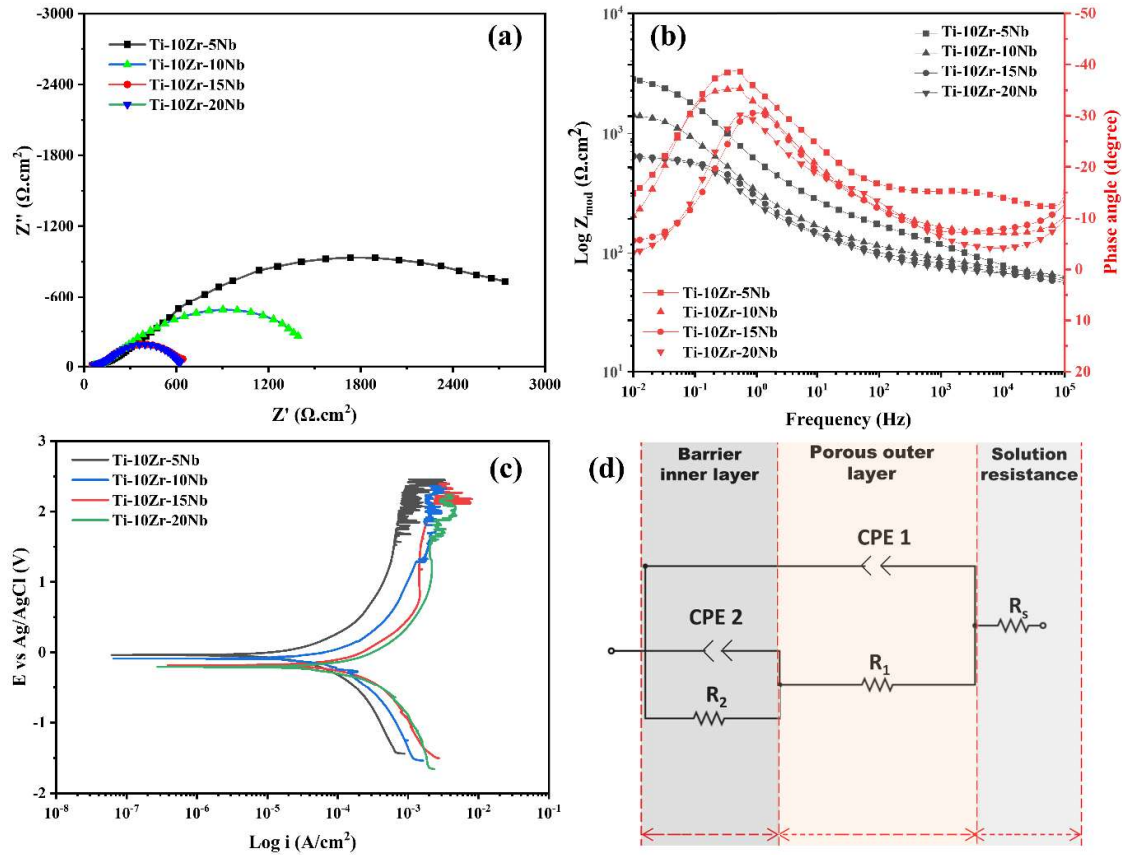 (a)
Ti-10Zr-5Nb
Ti-10Zr-10Nb
Ti-10Zr-15Nb
Ti-10Zr-20Nb
-3000
-2400
-1800
-1200
-600
0
Z'' (Ω.cm²)
0 600 1200 1800 2400 3000
Z' (Ω.cm²)
(b)
Ti-10Zr-5Nb
Ti-10Zr-10Nb
Ti-10Zr-15Nb
Ti-10Zr-20Nb
10⁴
10³
10²
10¹
Log Zmod (Ω.cm²)
-50
-40
-30
-20
-10
0
10
20
Phase angle (degree)
Ti-10Zr-5Nb
Ti-10Zr-10Nb
Ti-10Zr-15Nb
Ti-10Zr-20Nb
10⁻² 10⁻¹ 10⁰ 10¹ 10² 10³ 10⁴ 10⁵
Frequency (Hz)
(c)
Ti-10Zr-5Nb
Ti-10Zr-10Nb
Ti-10Zr-15Nb
Ti-10Zr-20Nb
3
2
1
0
-1
-2
E vs Ag/AgCl (V)
10⁻⁸ 10⁻⁷ 10⁻⁶ 10⁻⁵ 10⁻⁴ 10⁻³ 10⁻² 10⁻¹
Log i (A/cm²)
Barrier
inner layer
Porous outer
layer
Solution
resistance
(d)
CPE 1
CPE 2
R₁
R₂
Rs